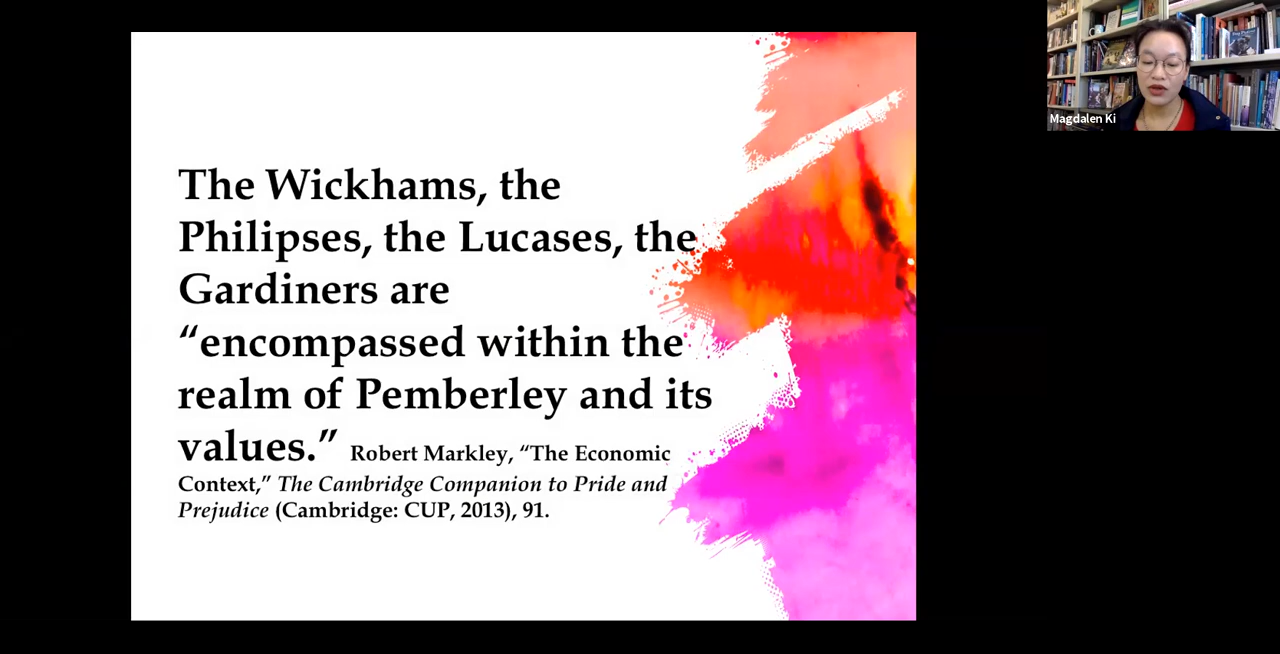 The Wickhams, the
Philipses, the Lucases, the
Gardiners are
“encompassed within the
realm of Pemberley and its
values.” Robert Markley, “The Economic
Context,” The Cambridge Companion to Pride and
Prejudice (Cambridge: CUP, 2013), 91.
Magdalen Ki